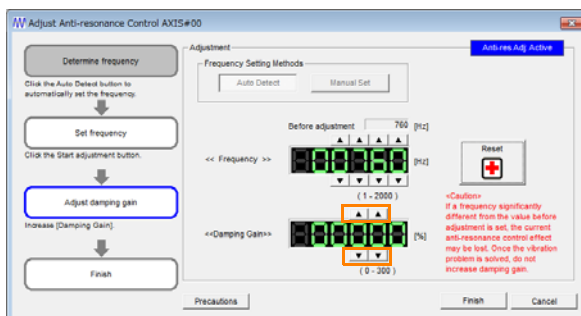 Adjust Anti-resonance Control AXIS#00
Determine frequency
Click the Auto Detect button to
automatically set the frequency.
Set frequency
Click the Start adjustment button.
Adjust damping gain
Increase [Damping Gain].
Finish
Adjustment
Anti-res Adj Active
Frequency Setting Methods
Auto Detect
Manual Set
Before adjustment
760
[Hz]
<< Frequency >>
000760
[Hz]
( 1 - 2000 )
<<Damping Gain>>
000000
[%]
( 0 - 300 )
Reset
<Caution>
If a frequency significantly
different from the value before
adjustment is set, the current
anti-resonance control effect
may be lost. Once the vibration
problem is solved, do not
increase damping gain.
Precautions
Finish
Cancel